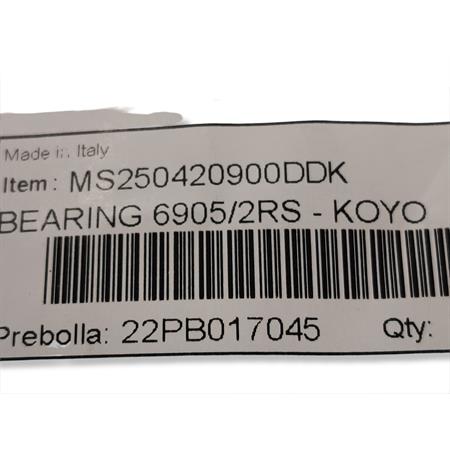 Made in Italy
Item: MS250420900DDK
BEARING 6905/2RS - KOYO
Prebolla: 22PB017045 Qty: